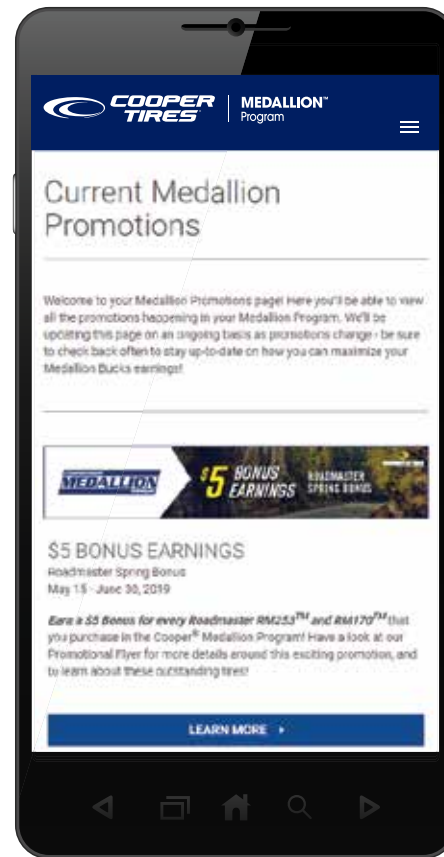 COOPER TIRES
MEDALLION™
Program
Current Medallion
Promotions
Welcome to your Medallion Promotions page! Here you'll be able to view
all the promotions happening in your Medallion Program. We'll be
updating this page on an ongoing basis as promotions change - be sure
to check back often to stay up-to-date on how you can maximize your
Medallion Bucks earnings!
MEDALLION
$5 BONUS EARNINGS
ROADMASTER SPRING BONUS
$5 BONUS EARNINGS
Roadmaster Spring Bonus
May 15 - June 30, 2019
Earn a $5 Bonus for every Roadmaster RM253™ and RM170™ that
you purchase in the Cooper® Medallion Program! Have a look at our
Promotional Flyer for more details around this exciting promotion, and
to learn about these outstanding tires!
LEARN MORE